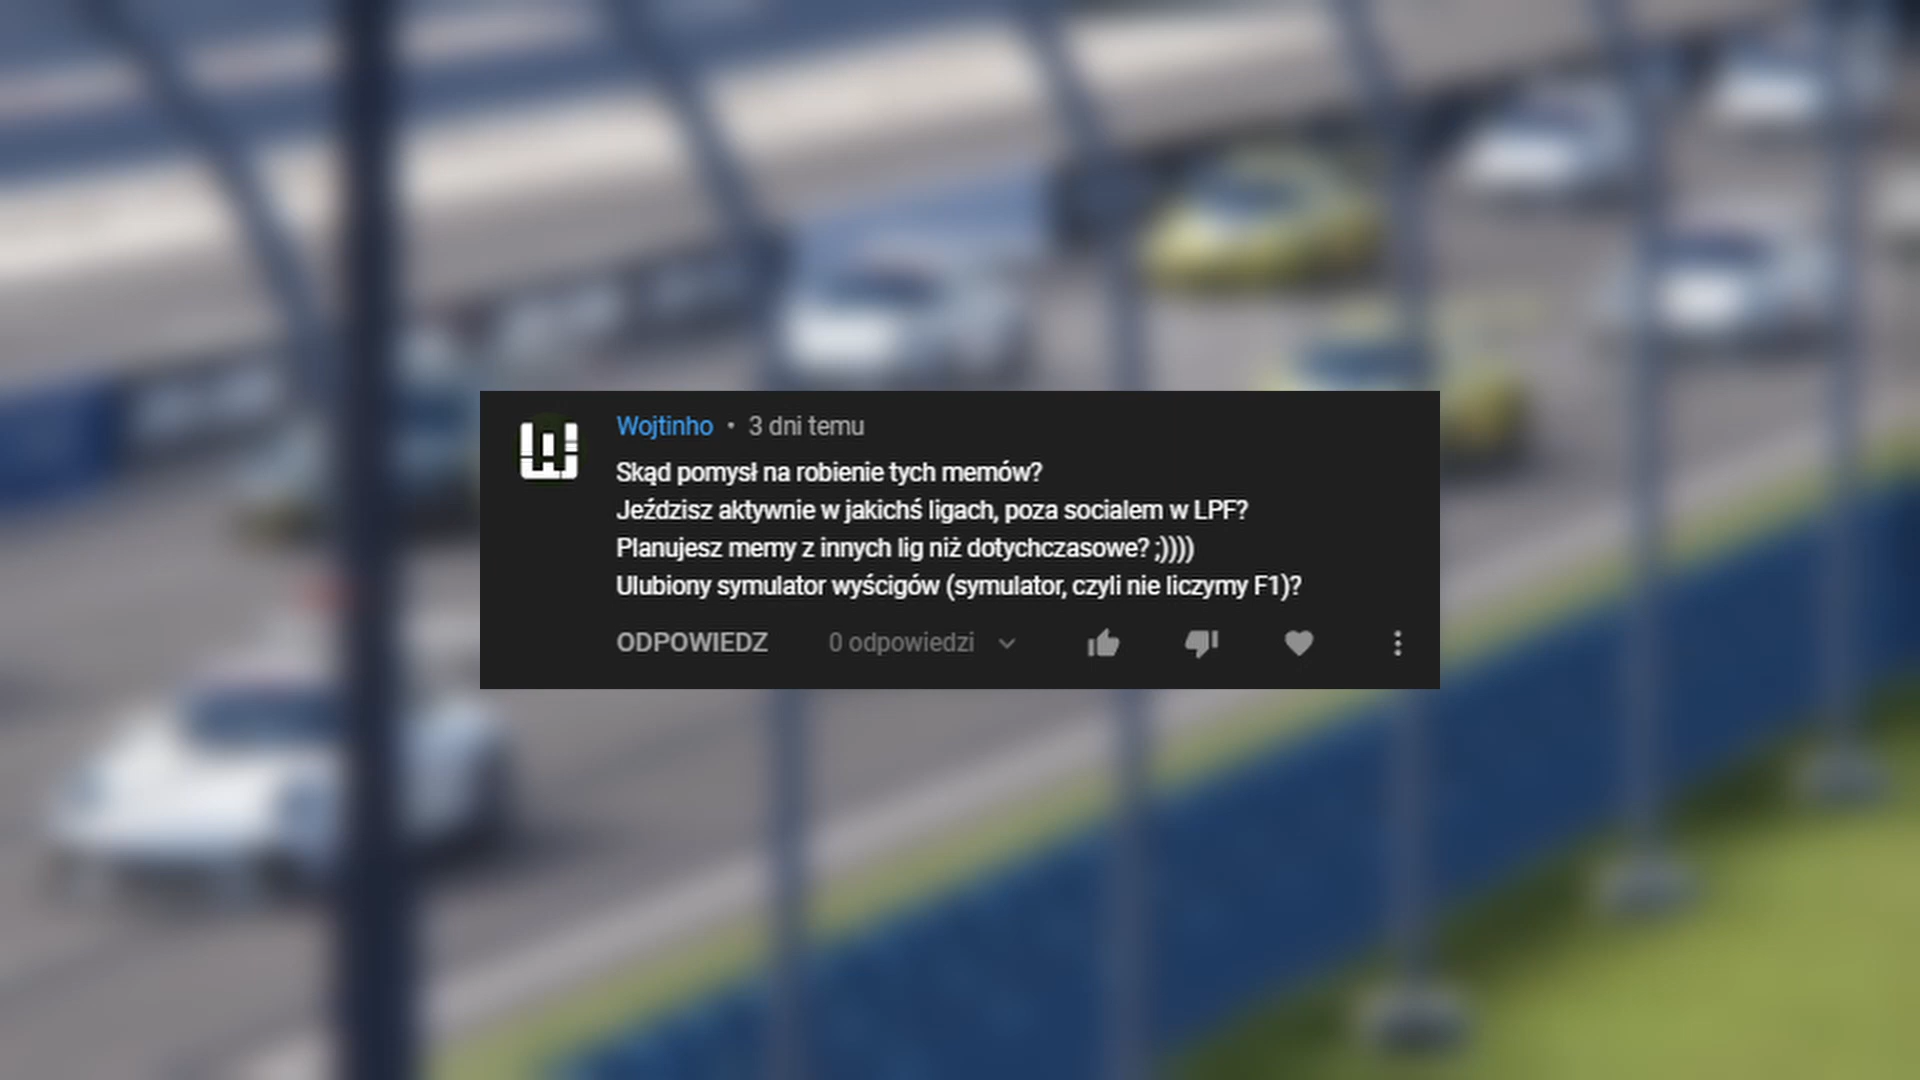 Wojtinho • 3 dni temu
Skąd pomysł na robienie tych memów?
Jeździsz aktywnie w jakichś ligach, poza socialem w LPF?
Planujesz memy z innych lig niż dotychczasowe? ;))))
Ulubiony symulator wyścigów (symulator, czyli nie liczymy F1)?
ODPOWIEDZ 0 odpowiedzi